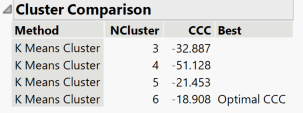 Cluster Comparison
Method NCluster CCC Best
K Means Cluster 3 -32.887
K Means Cluster 4 -51.128
K Means Cluster 5 -21.453
K Means Cluster 6 -18.908 Optimal CCC